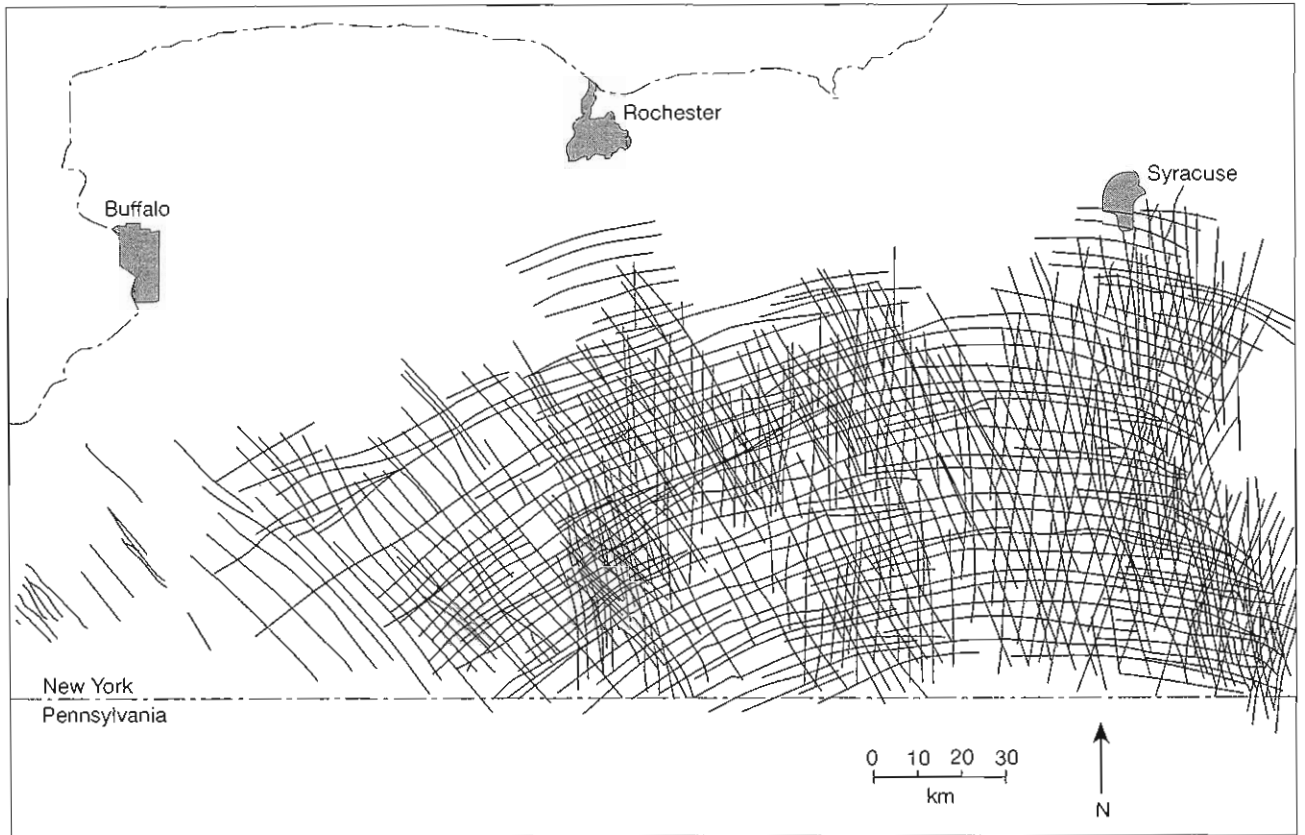 Rochester
Syracuse
Buffalo
New York
Pennsylvania
0 10 20 30
km
N